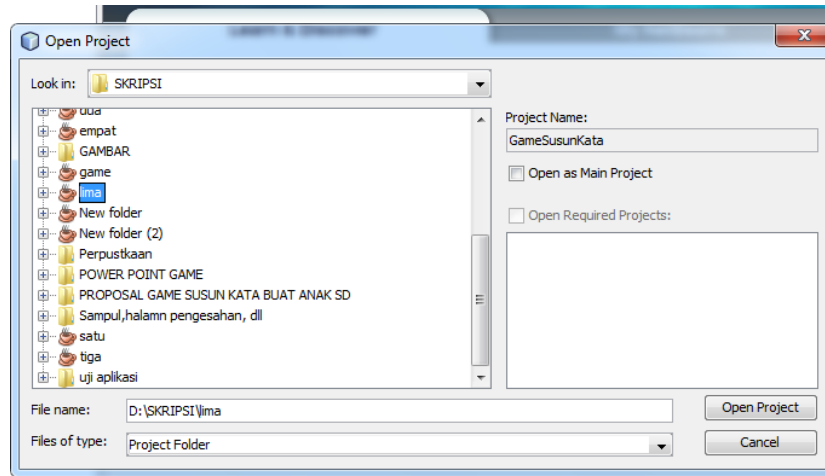 Learn & Discover
Open Project
Look in:
SKRIPSI
dua
empat
GAMBAR
game
lima
New folder
New folder (2)
Perpustkaan
POWER POINT GAME
PROPOSAL GAME SUSUN KATA BUAT ANAK SD
Sampul,halamn pengesahan, dll
satu
tiga
uji aplikasi
Project Name:
GameSusunKata
Open as Main Project
Open Required Projects:
File name:
D:\SKRIPSI\lima
Open Project
Files of type:
Project Folder
Cancel